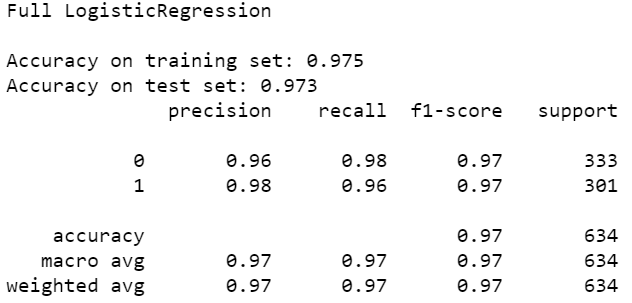 Full LogisticRegression
Accuracy on training set: 0.975
Accuracy on test set: 0.973
precision recall f1-score support
0 0.96 0.98 0.97 333
1 0.98 0.96 0.97 301
accuracy 0.97 634
macro avg 0.97 0.97 0.97 634
weighted avg 0.97 0.97 0.97 634